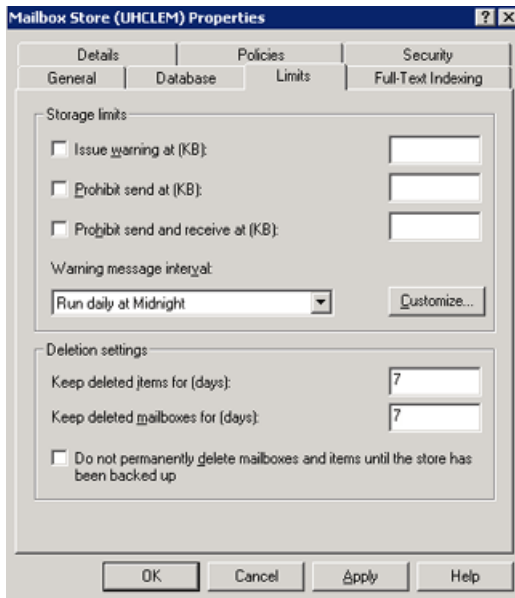 Mailbox Store (UHCLEM) Properties
Details Policies Security
General Database Limits Full-Text Indexing
Storage limits
Issue warning at (KB):
Prohibit send at (KB):
Prohibit send and receive at (KB):
Warning message interval:
Run daily at Midnight Customize...
Deletion settings
Keep deleted items for (days): 7
Keep deleted mailboxes for (days): 7
Do not permanently delete mailboxes and items until the store has
been backed up
OK Cancel Apply Help